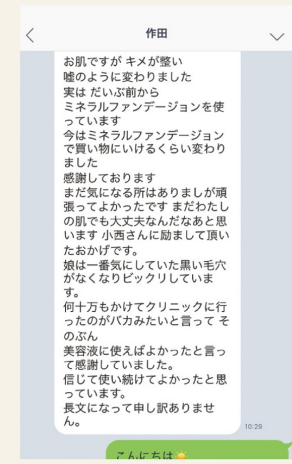 作田
お肌ですが キメが整い
嘘のように変わりました
実は だいぶ前から
ミネラルファンデーションを使
っています
今はミネラルファンデーション
で買い物にいけるくらい変わり
ました
感謝しております
まだ気になる所はありましが頑
張ってよかったです まだわたし
の肌でも大丈夫なんだなあと思
います 小西さんに励まして頂い
たおかげです。
娘は一番気にしていた黒い毛穴
がなくなりビックリしていま
す。
何十万もかけてクリニックに行
ったのがバカみたいと言って そ
のぶん
美容液に使えばよかったと言っ
て感謝していました。
信じて使い続けてよかったと思
っています。
長文になって申し訳ありませ
ん。
10:29
こんにちは☀️